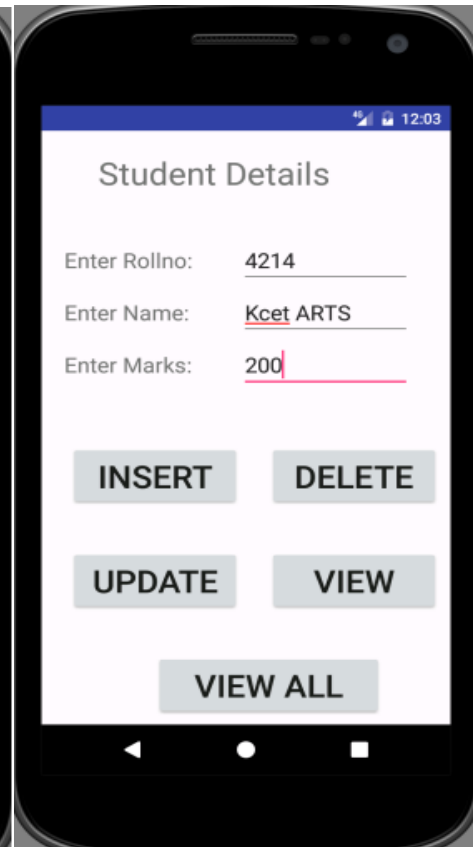 4G 12:03
Student Details
Enter Rollno: 4214
Enter Name: Kcet ARTS
Enter Marks: 200
INSERT DELETE
UPDATE VIEW
VIEW ALL